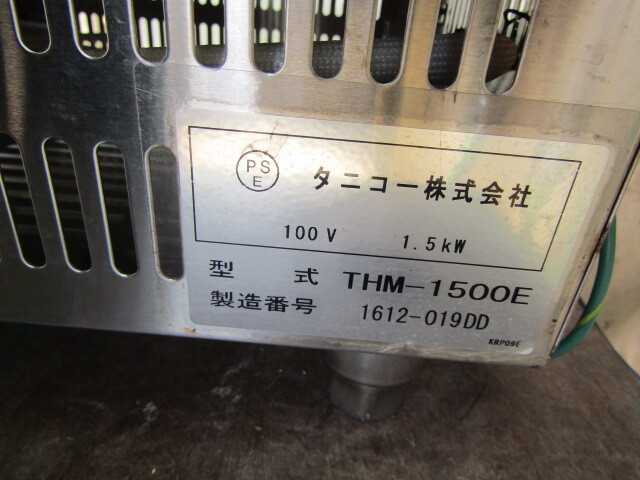 PS
E
タニコー株式会社
100V 1.5kW
型 式 THM-1500E
製造番号 1612-019DD
KRP09E